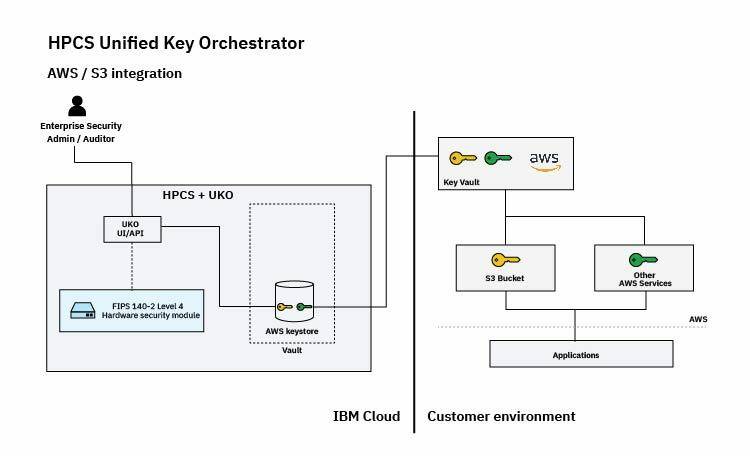 HPCS Unified Key Orchestrator
AWS / S3 integration
Enterprise Security
Admin / Auditor
HPCS + UKO
UKO
UI/API
FIPS 140-2 Level 4
Hardware security module
AWS keystore
Vault
IBM Cloud
Customer environment
aws
Key Vault
S3 Bucket
Other
AWS Services
AWS
Applications